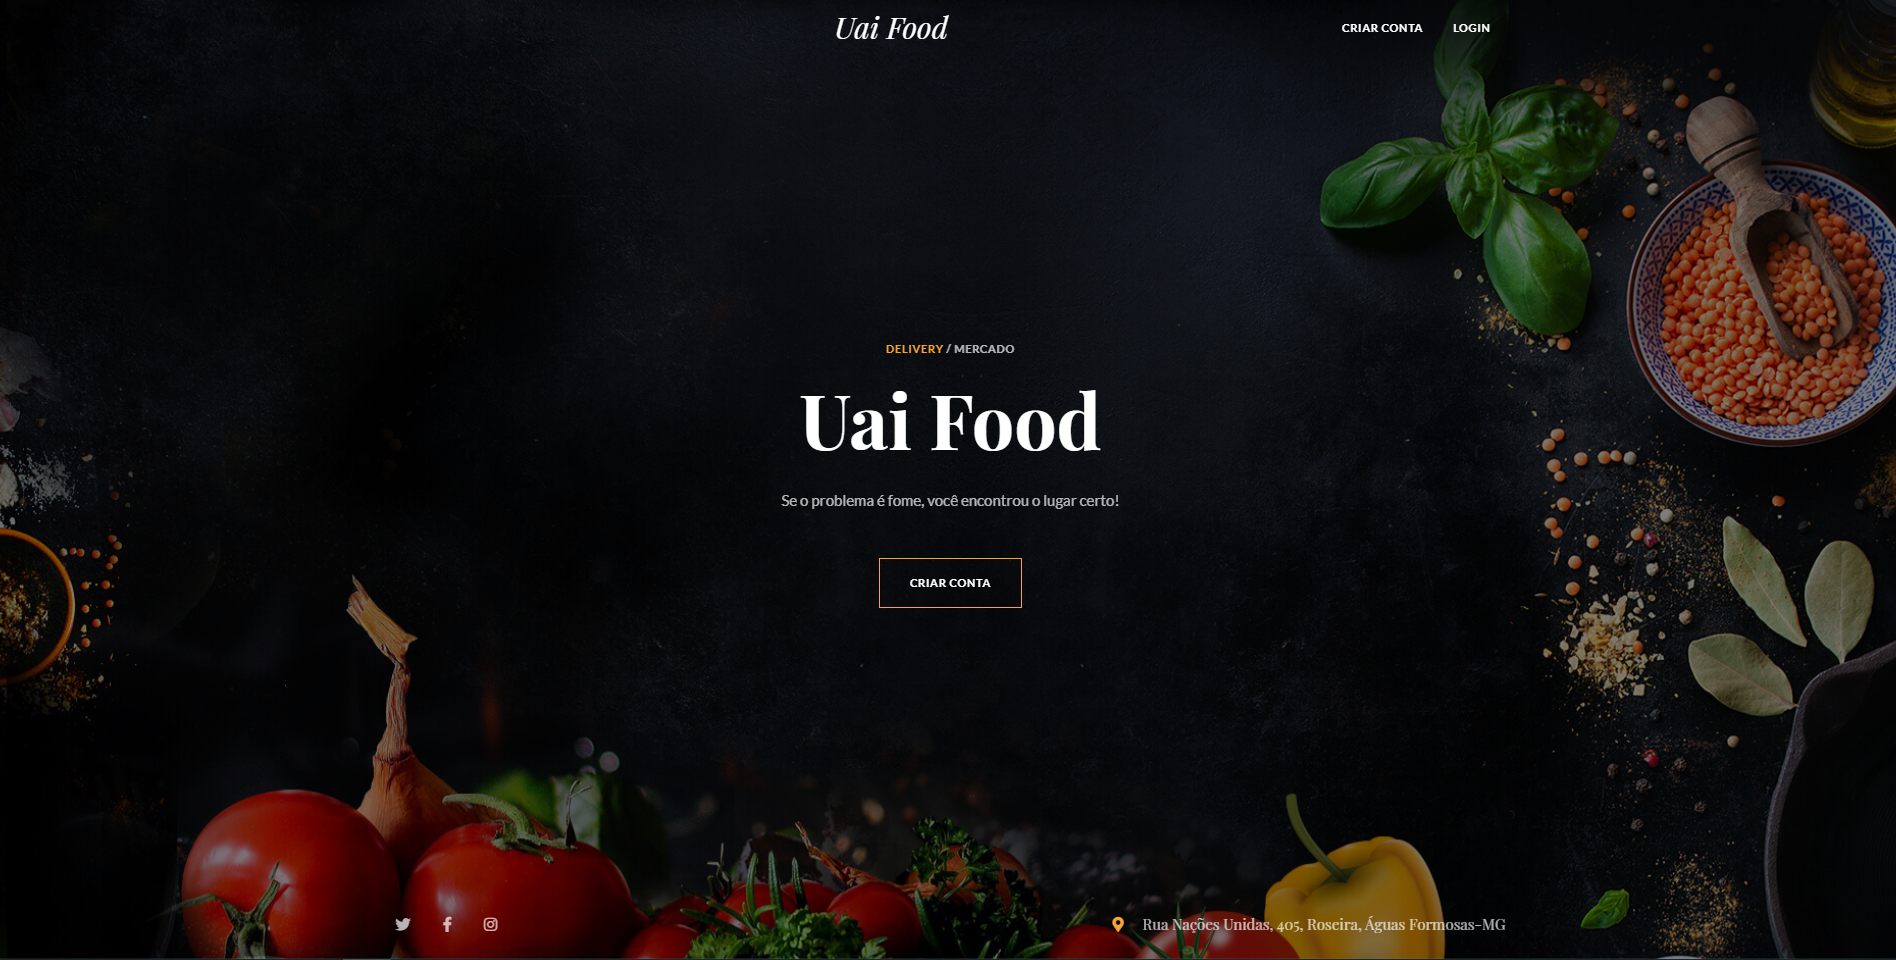 Uai Food
CRIAR CONTA
LOGIN
DELIVERY / MERCADO
Uai Food
Se o problema é fome, você encontrou o lugar certo!
CRIAR CONTA
Rua Nações Unidas, 405, Roseira, Águas Formosas-MG